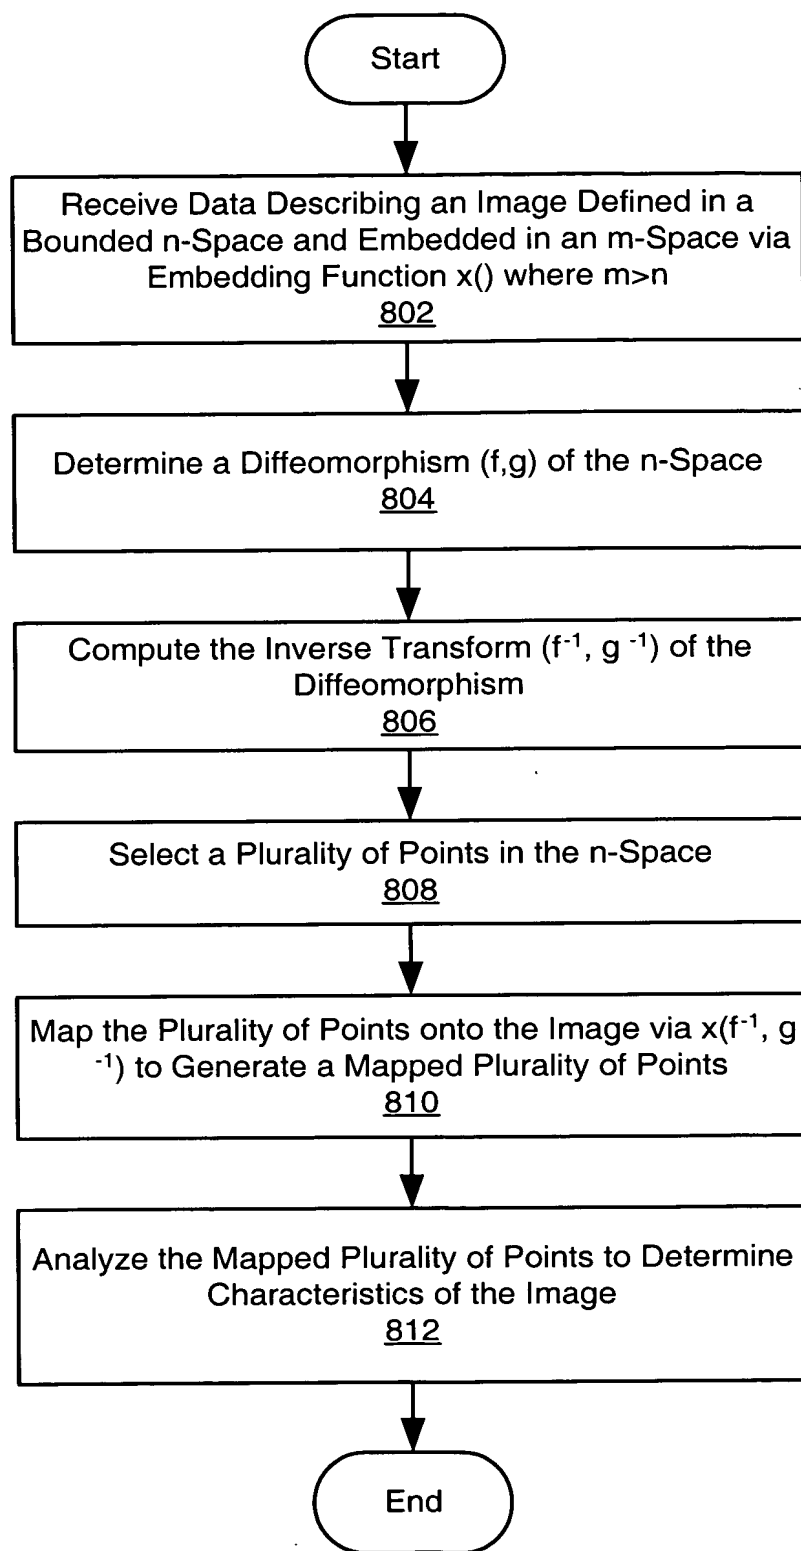 Start
Receive Data Describing an Image Defined in a
Bounded n-Space and Embedded in an m-Space via
Embedding Function x() where m>n
802
Determine a Diffeomorphism (f,g) of the n-Space
804
Compute the Inverse Transform (f⁻¹, g ⁻¹) of the
Diffeomorphism
806
Select a Plurality of Points in the n-Space
808
Map the Plurality of Points onto the Image via x(f⁻¹, g
⁻¹) to Generate a Mapped Plurality of Points
810
Analyze the Mapped Plurality of Points to Determine
Characteristics of the Image
812
End